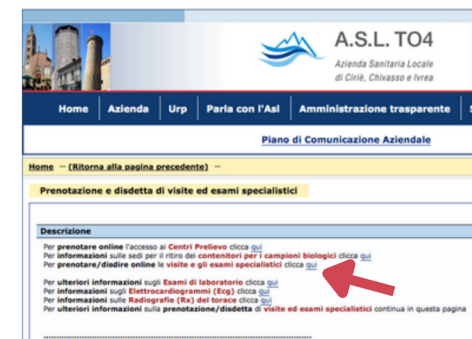 A.S.L. TO4
Azienda Sanitaria Locale
di Ciriè, Chivasso e Ivrea
Home Azienda Urp Parla con l'Asl Amministrazione trasparente
Piano di Comunicazione Aziendale
Home – (Ritorna alla pagina precedente) –
Prenotazione e disdetta di visite ed esami specialistici
Descrizione
Per prenotare online l'accesso ai Centri Prelievo clicca qui
Per informazioni sulle sedi per il ritiro dei contenitori per i campioni biologici clicca qui
Per prenotare/disdire online le visite e gli esami specialistici clicca qui
Per ulteriori informazioni sugli Esami di laboratorio clicca qui
Per informazioni sugli Elettrocardiogrammi (Ecg) clicca qui
Per informazioni sulle Radiografie (Rx) del torace clicca qui
Per ulteriori informazioni sulla prenotazione/disdetta di visite ed esami specialistici continua in questa pagina